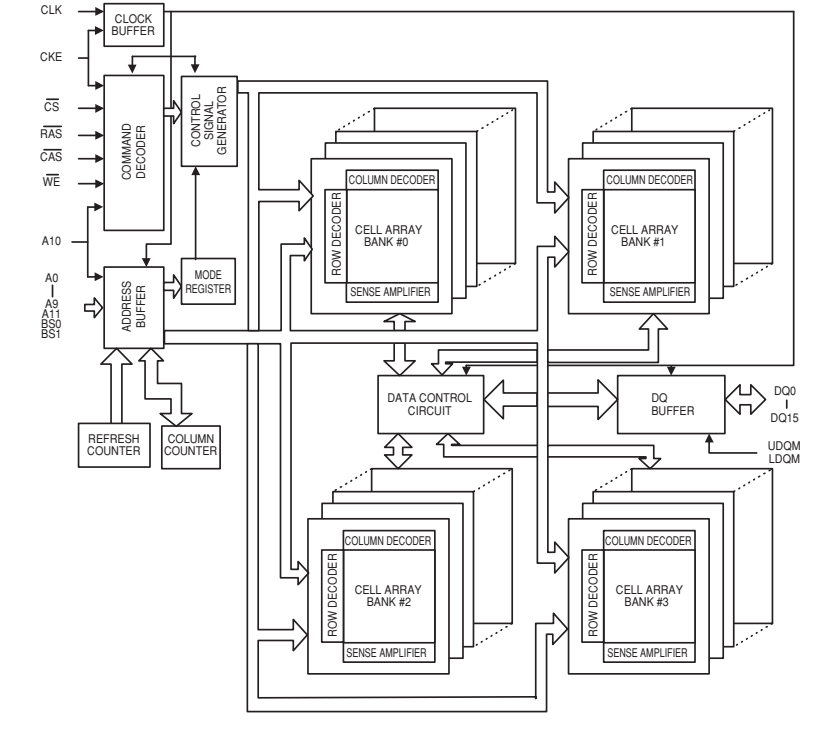 CLK
CLOCK
BUFFER
CKE
CS
RAS
CAS
WE
COMMAND
DECODER
CONTROL
SIGNAL
GENERATOR
A10
A0
A9
A11
BS0
BS1
ADDRESS
BUFFER
MODE
REGISTER
REFRESH
COUNTER
COLUMN
COUNTER
COLUMN DECODER
ROW DECODER
CELL ARRAY
BANK #0
SENSE AMPLIFIER
COLUMN DECODER
ROW DECODER
CELL ARRAY
BANK #1
SENSE AMPLIFIER
DATA CONTROL
CIRCUIT
DQ
BUFFER
DQ0
DQ15
UDQM
LDQM
COLUMN DECODER
ROW DECODER
CELL ARRAY
BANK #2
SENSE AMPLIFIER
COLUMN DECODER
ROW DECODER
CELL ARRAY
BANK #3
SENSE AMPLIFIER